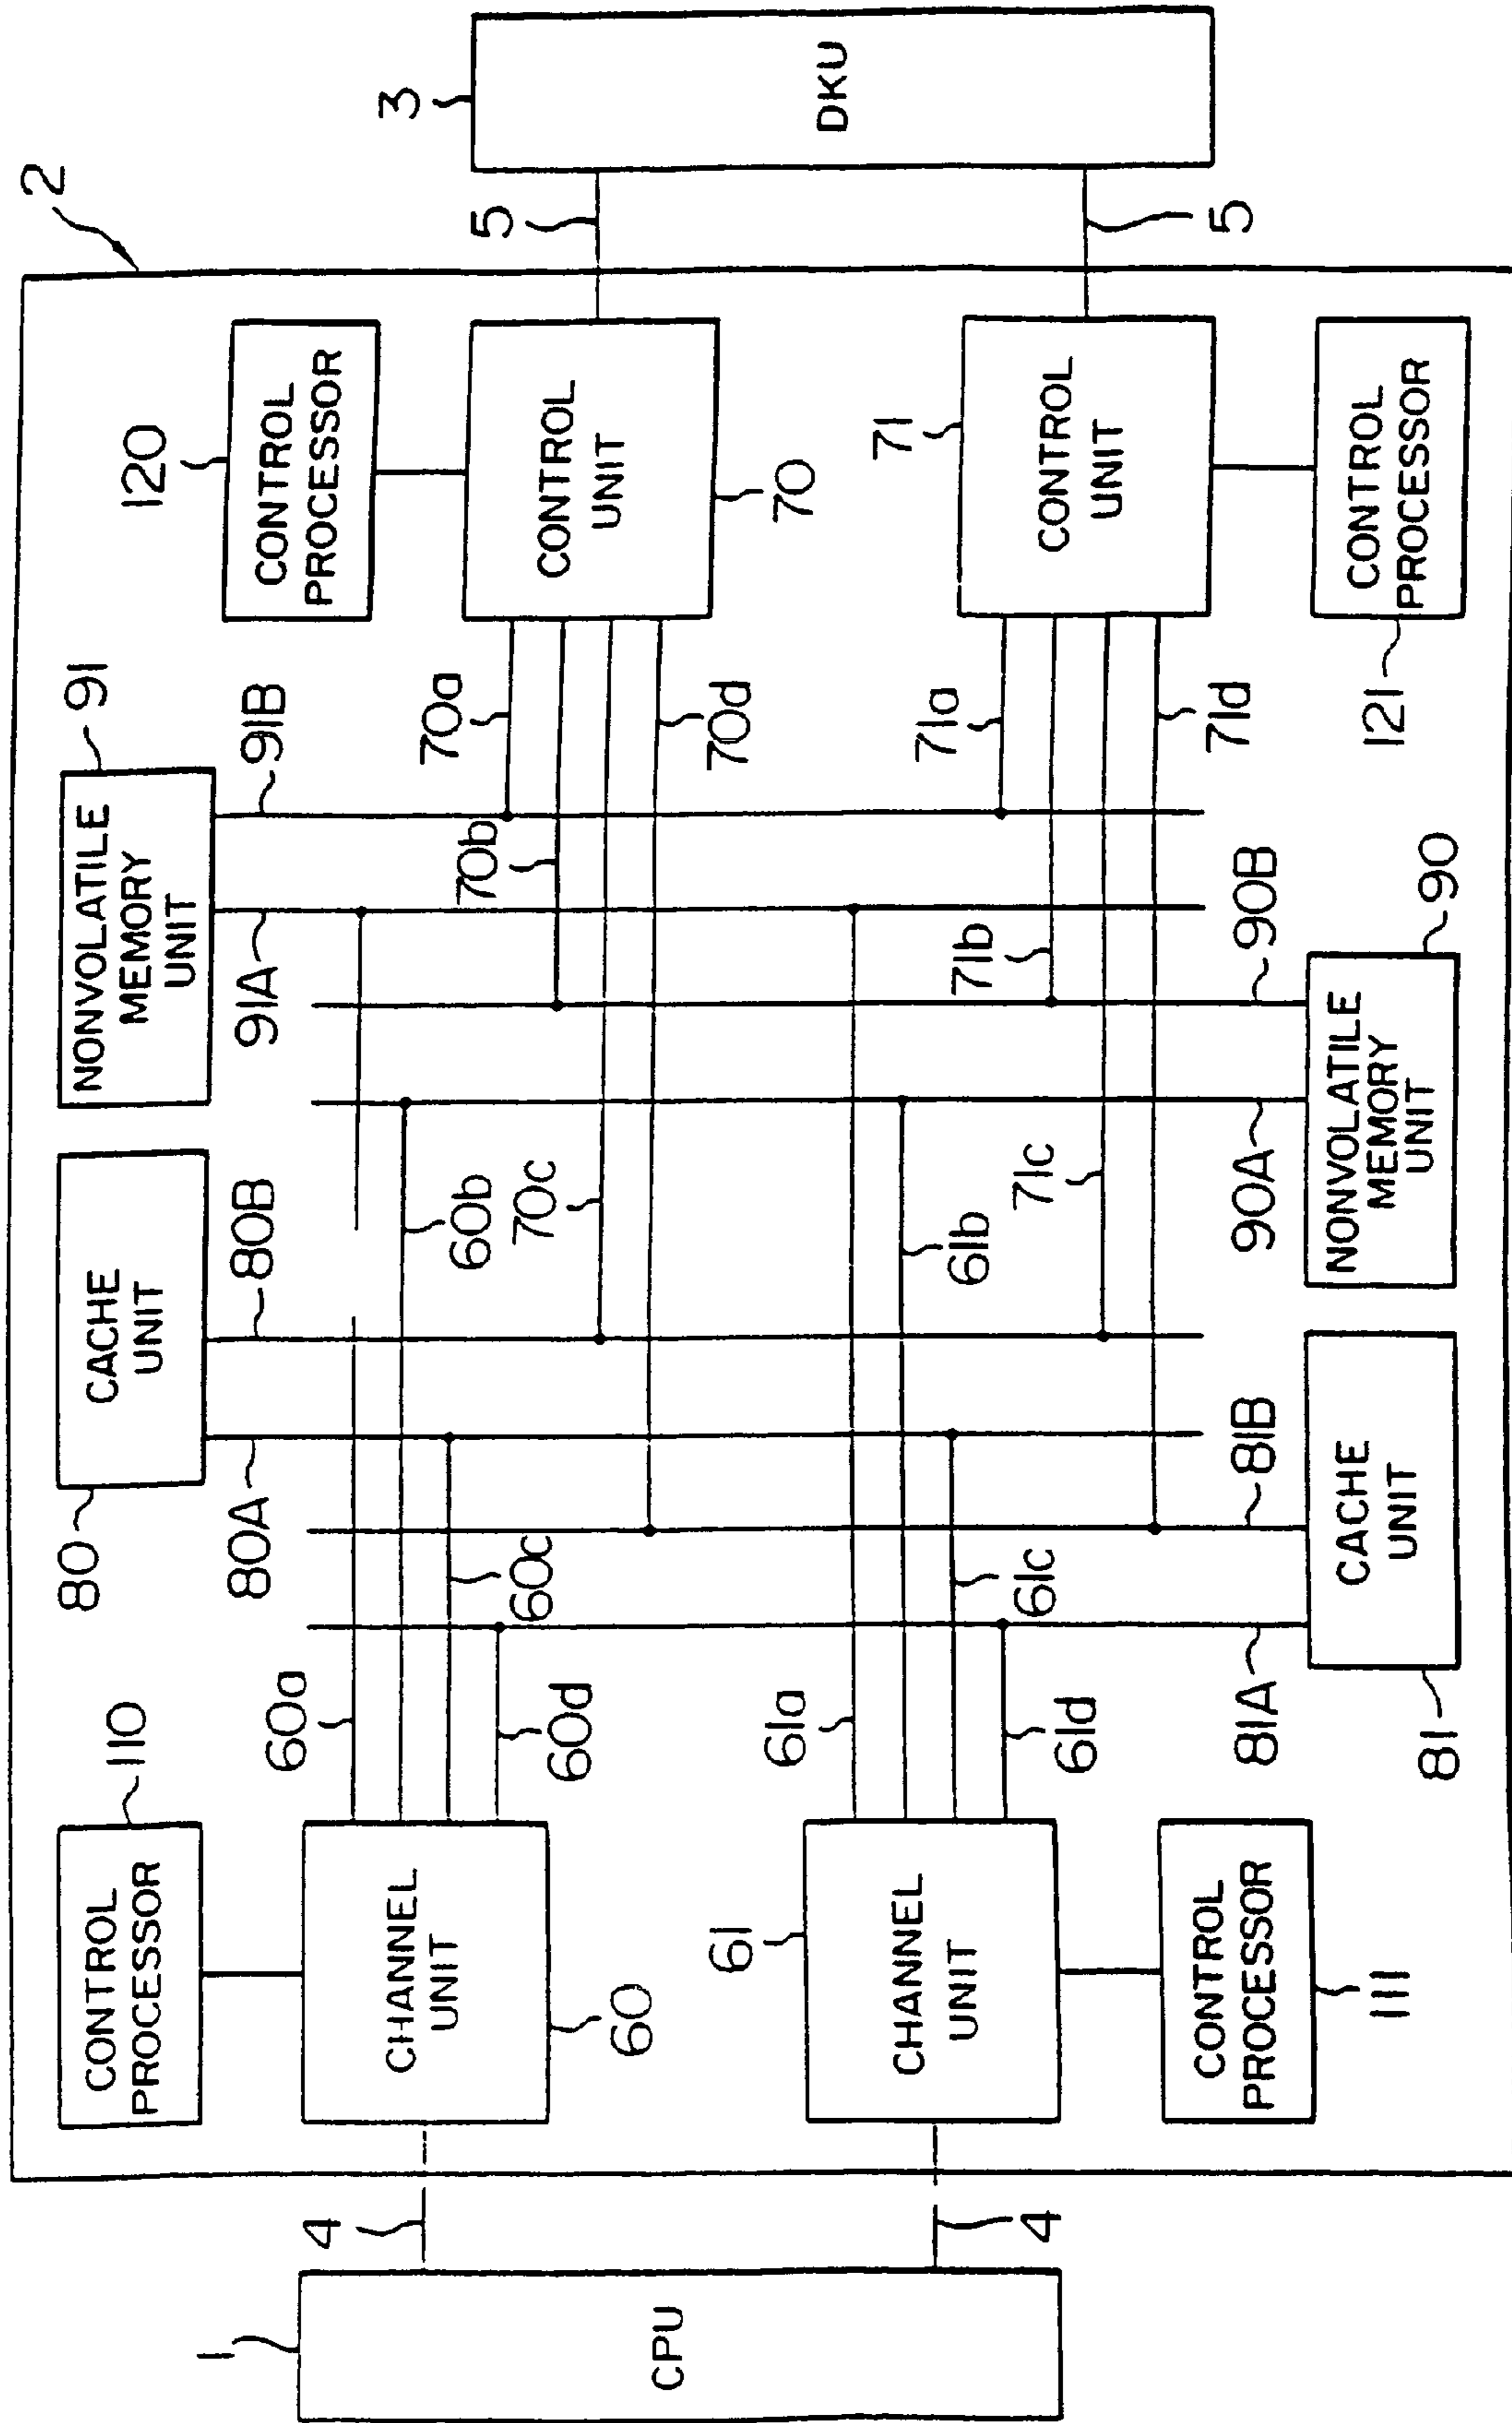 2
110
CONTROL
PROCESSOR
80
CACHE
UNIT
NONVOLATILE
MEMORY
UNIT
91
80A
80B
91A
91B
120
CONTROL
PROCESSOR
3
1
CPU
4
CHANNEL
UNIT
60
60a
60b
60c
60d
70a
70b
70c
70d
CONTROL
UNIT
70
5
DKU
4
61
CHANNEL
UNIT
61a
61b
61c
61d
71a
71b
71c
71d
71
CONTROL
UNIT
5
81A
81B
90A
90B
111
CONTROL
PROCESSOR
81
CACHE
UNIT
NONVOLATILE
MEMORY
UNIT
90
121
CONTROL
PROCESSOR